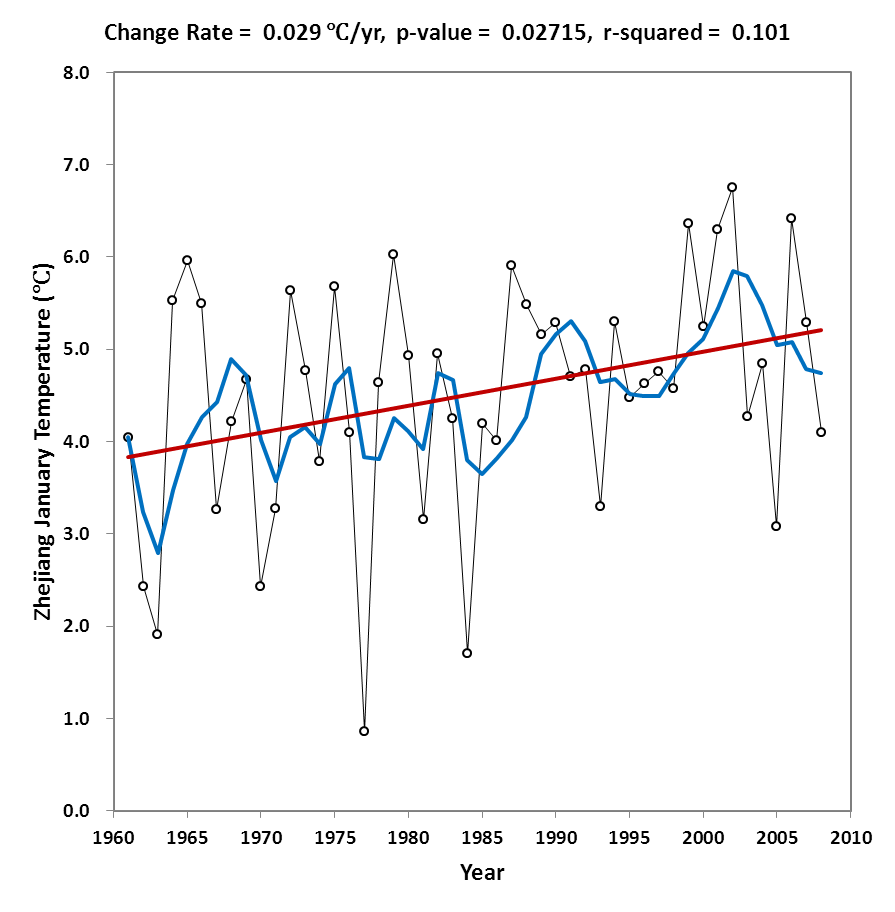 Change Rate = 0.029 ℃/yr, p-value = 0.02715, r-squared = 0.101
8.0
7.0
6.0
5.0
4.0
3.0
2.0
1.0
0.0
Zhejiang January Temperature (℃)
1960 1965 1970 1975 1980 1985 1990 1995 2000 2005 2010
Year